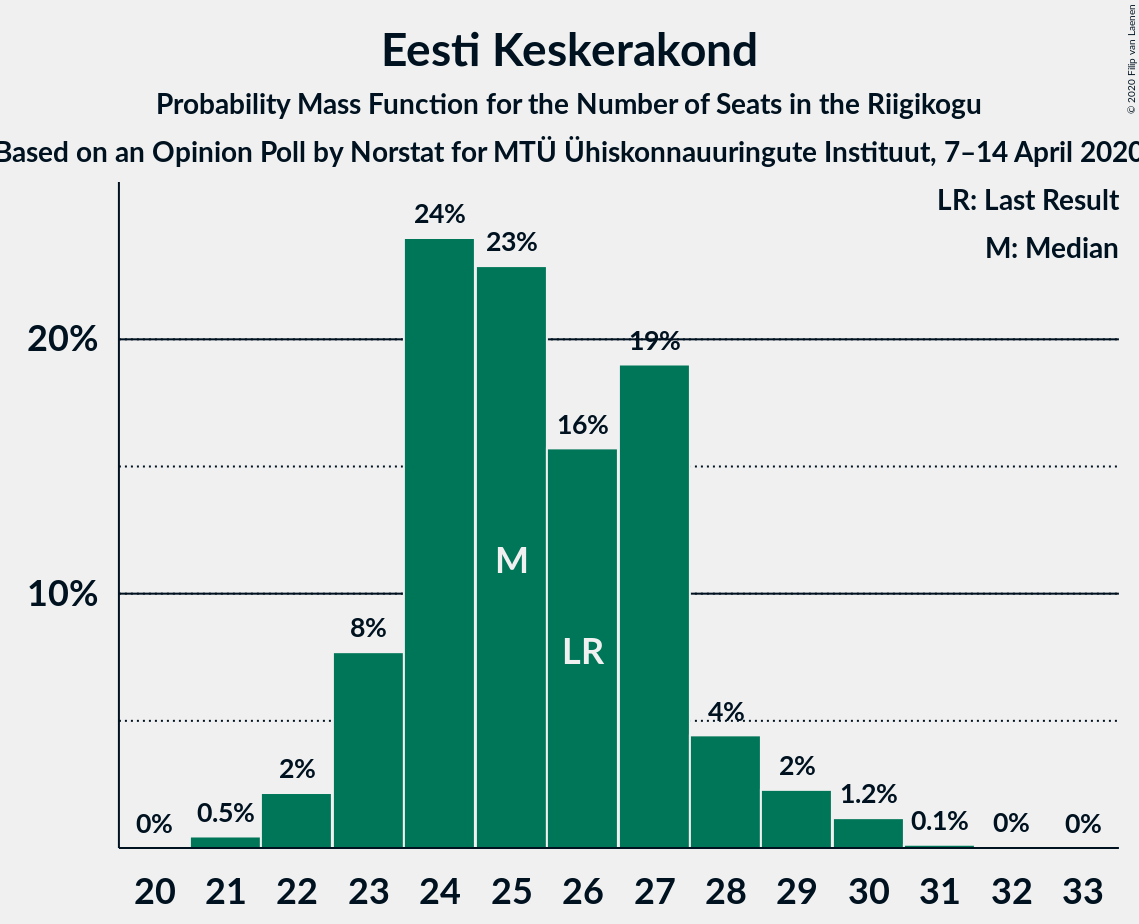 Eesti Keskerakond
Probability Mass Function for the Number of Seats in the Riigikogu
Based on an Opinion Poll by Norstat for MTÜ Ühiskonnauuringute Instituut, 7–14 April 2020
© 2020 Filip van Laenen
LR: Last Result
M: Median
20%
10%
0%
0.5%
2%
8%
24%
23%
16%
19%
4%
2%
1.2%
0.1%
0%
0%
M
LR
20 21 22 23 24 25 26 27 28 29 30 31 32 33